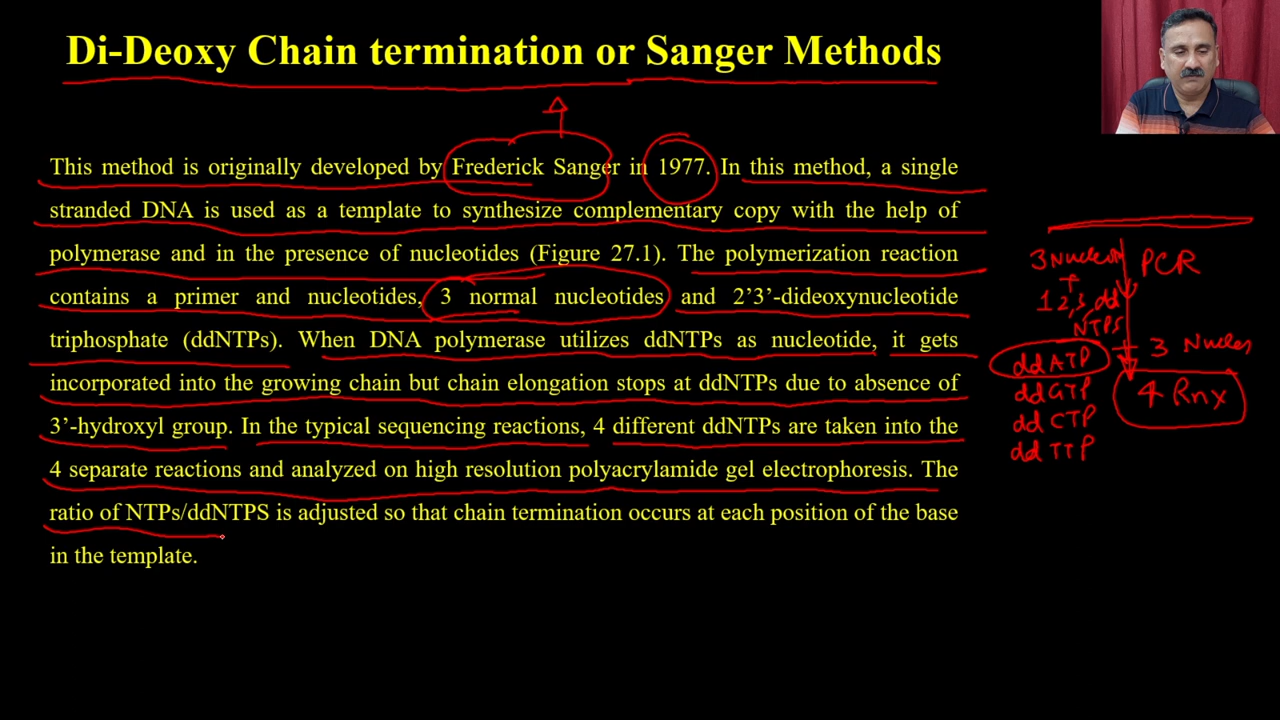 Di-Deoxy Chain termination or Sanger Methods
This method is originally developed by Frederick Sanger in 1977. In this method, a single
stranded DNA is used as a template to synthesize complementary copy with the help of
polymerase and in the presence of nucleotides (Figure 27.1). The polymerization reaction
contains a primer and nucleotides, 3 normal nucleotides and 2’3’-dideoxynucleotide
triphosphate (ddNTPs). When DNA polymerase utilizes ddNTPs as nucleotide, it gets
incorporated into the growing chain but chain elongation stops at ddNTPs due to absence of
3’-hydroxyl group. In the typical sequencing reactions, 4 different ddNTPs are taken into the
4 separate reactions and analyzed on high resolution polyacrylamide gel electrophoresis. The
ratio of NTPs/ddNTPS is adjusted so that chain termination occurs at each position of the base
in the template.
PCR
+
1 2,3,dd
NTPS
3
ddATP
ddGTP
4 Rnx
ddCTP
ddTTP